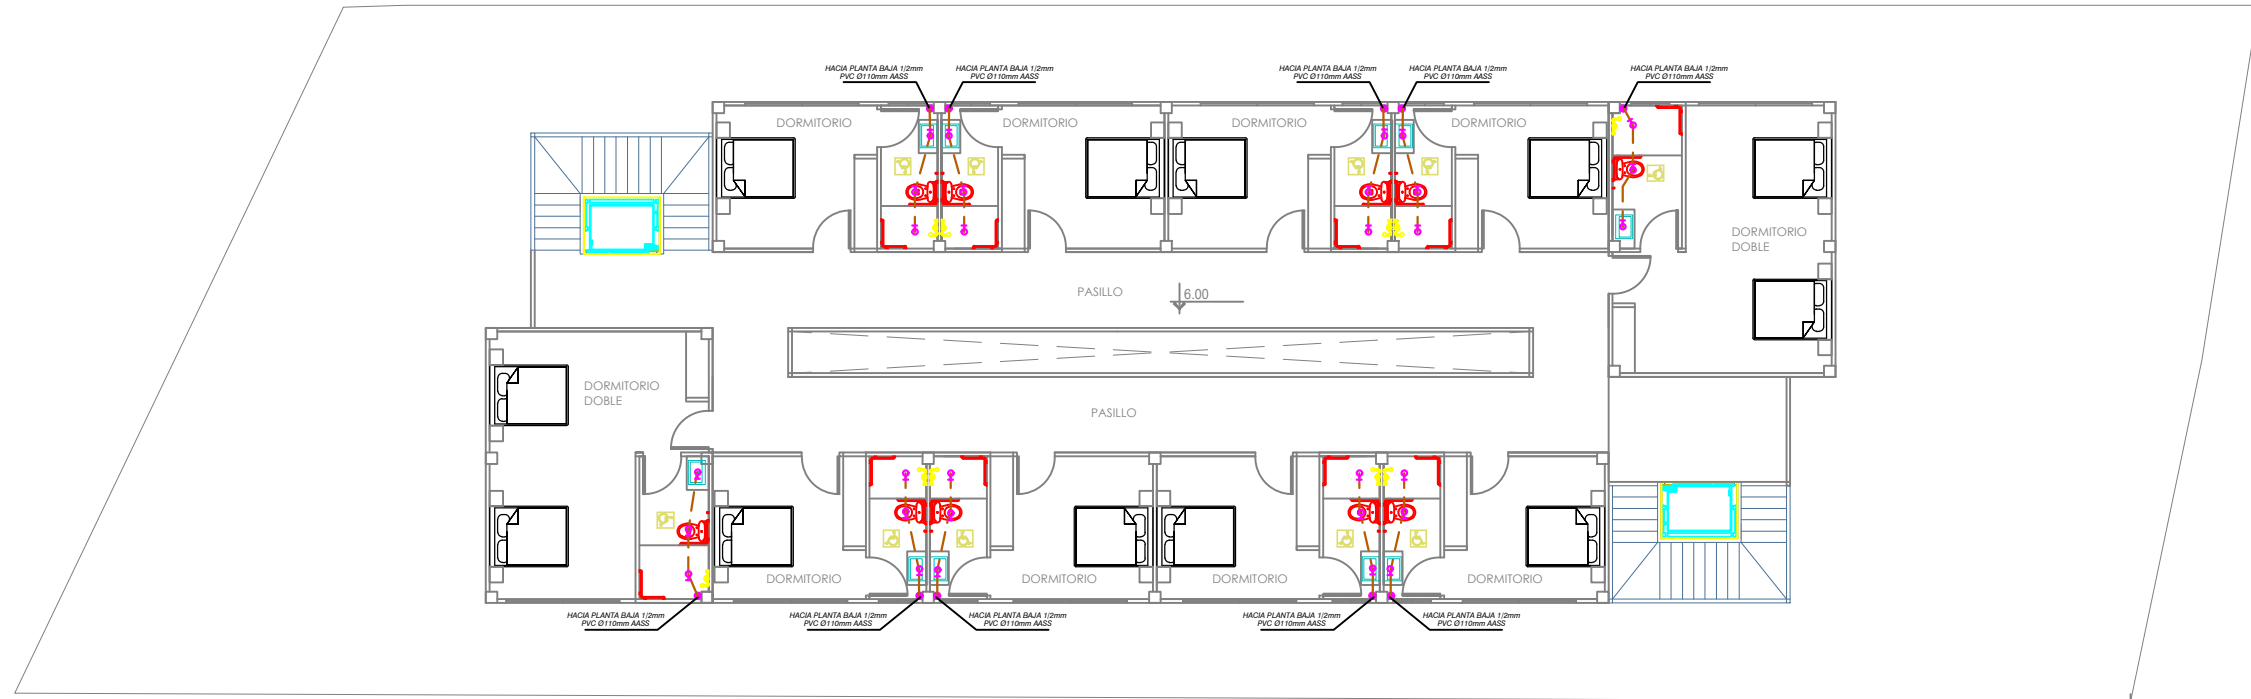 HACIA PLANTA BAJA 1/2mm
PVC Ø110mm AASS
HACIA PLANTA BAJA 1/2mm
PVC Ø110mm AASS
HACIA PLANTA BAJA 1/2mm
PVC Ø110mm AASS
HACIA PLANTA BAJA 1/2mm
PVC Ø110mm AASS
HACIA PLANTA BAJA 1/2mm
PVC Ø110mm AASS
DORMITORIO
DORMITORIO
DORMITORIO
DORMITORIO
DORMITORIO
DOBLE
PASILLO
6.00
DORMITORIO
DOBLE
PASILLO
DORMITORIO
DORMITORIO
DORMITORIO
DORMITORIO
HACIA PLANTA BAJA 1/2mm
PVC Ø110mm AASS
HACIA PLANTA BAJA 1/2mm
PVC Ø110mm AASS
HACIA PLANTA BAJA 1/2mm
PVC Ø110mm AASS
HACIA PLANTA BAJA 1/2mm
PVC Ø110mm AASS
HACIA PLANTA BAJA 1/2mm
PVC Ø110mm AASS